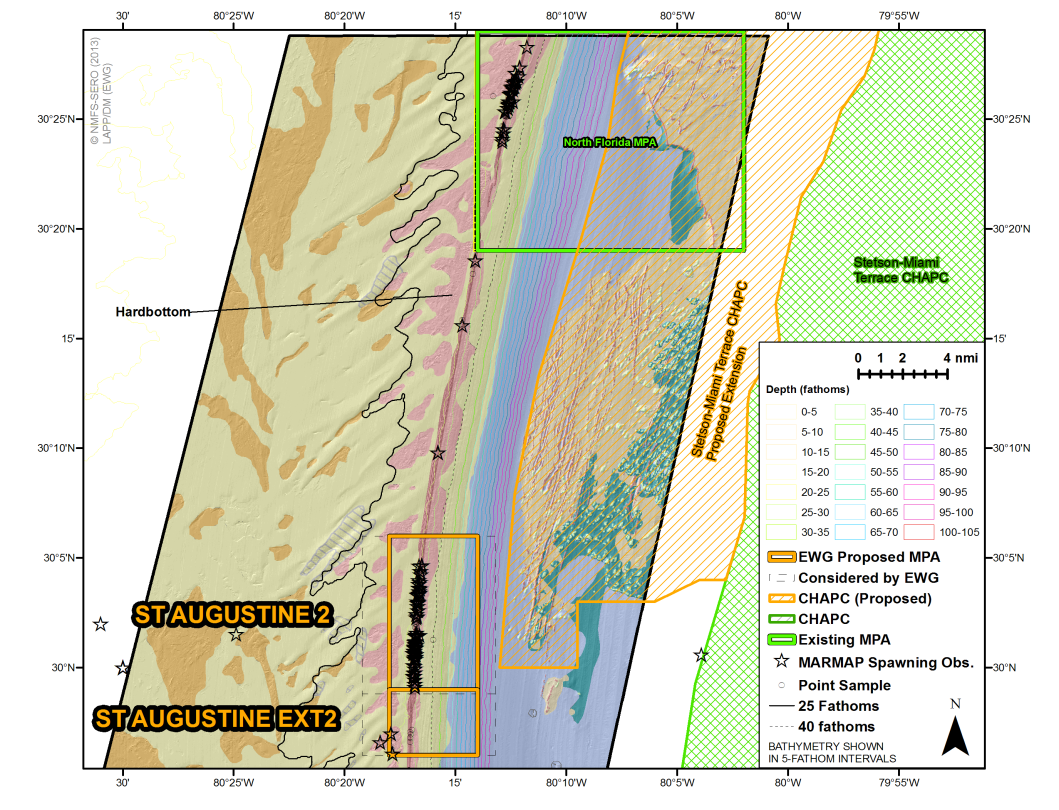 30'
80°25'W
80°20'W
15'
80°10'W
80°5'W
30'
79°55'W
© NMFS-SERO (2013)
LAPP/DM (EWG)
30°25'N
30°25'N
North Florida MPA
30°20'N
30°20'N
Stetson-Miami
Terrace CHAPC
Hardbottom
Stetson-Miami Terrace CHAPC
Proposed Extension
15'
15'
30°10'N
30°10'N
30°5'N
30°5'N
30°N
30°N
ST AUGUSTINE 2
ST AUGUSTINE EXT2
0 1 2 4 nmi
Depth (fathoms)
0-5 35-40 70-75
5-10 40-45 75-80
10-15 45-50 80-85
15-20 50-55 85-90
20-25 55-60 90-95
25-30 60-65 95-100
30-35 65-70 100-105
EWG Proposed MPA
Considered by EWG
CHAPC (Proposed)
CHAPC
Existing MPA
MARMAP Spawning Obs.
Point Sample
25 Fathoms
40 fathoms
N
BATHYMETRY SHOWN
IN 5-FATHOM INTERVALS
30'
80°25'W
80°20'W
15'
80°10'W
80°5'W
30'
79°55'W